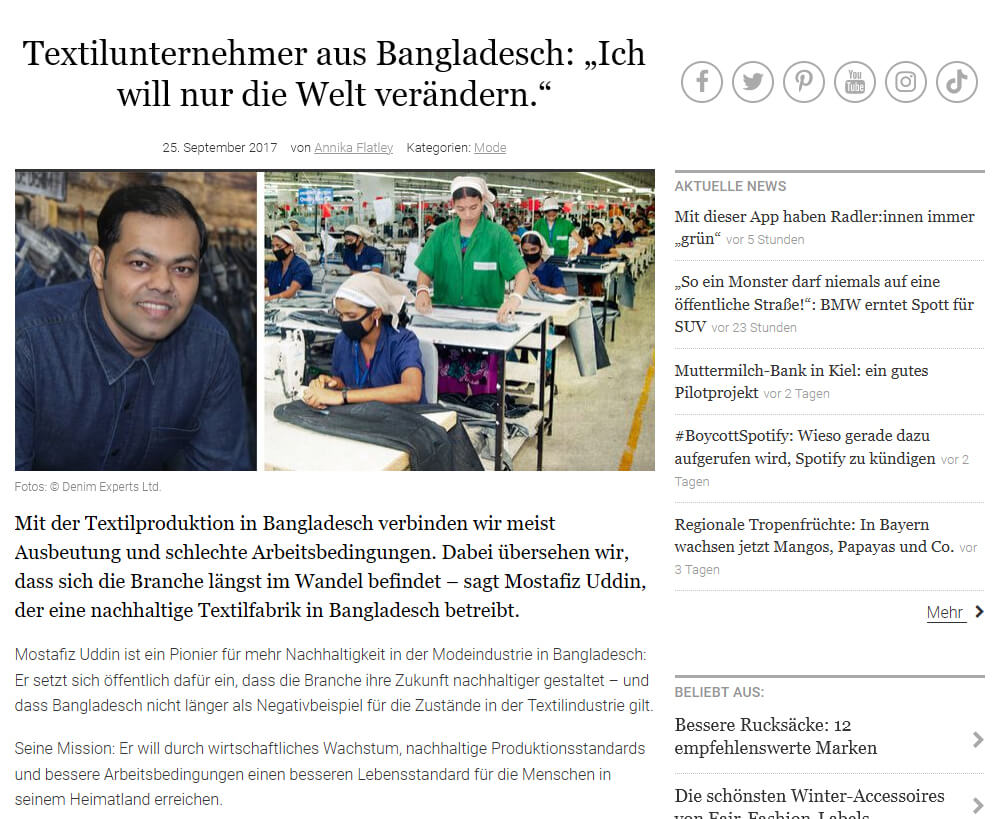 Textilunternehmer aus Bangladesch: „Ich
will nur die Welt verändern.“
25. September 2017 von Annika Flatley Kategorien: Mode
Fotos: © Denim Experts Ltd.
Mit der Textilproduktion in Bangladesch verbinden wir meist
Ausbeutung und schlechte Arbeitsbedingungen. Dabei übersehen wir,
dass sich die Branche längst im Wandel befindet – sagt Mostafiz Uddin,
der eine nachhaltige Textilfabrik in Bangladesch betreibt.
Mostafiz Uddin ist ein Pionier für mehr Nachhaltigkeit in der Modeindustrie in Bangladesch:
Er setzt sich öffentlich dafür ein, dass die Branche ihre Zukunft nachhaltiger gestaltet – und
dass Bangladesch nicht länger als Negativbeispiel für die Zustände in der Textilindustrie gilt.
Seine Mission: Er will durch wirtschaftliches Wachstum, nachhaltige Produktionsstandards
und bessere Arbeitsbedingungen einen besseren Lebensstandard für die Menschen in
seinem Heimatland erreichen.
You
Tube
AKTUELLE NEWS
Mit dieser App haben Radler:innen immer
„grün“ vor 5 Stunden
„So ein Monster darf niemals auf eine
öffentliche Straße!“: BMW erntet Spott für
SUV vor 23 Stunden
Muttermilch-Bank in Kiel: ein gutes
Pilotprojekt vor 2 Tagen
#BoycottSpotify: Wieso gerade dazu
aufgerufen wird, Spotify zu kündigen vor 2
Tagen
Regionale Tropenfrüchte: In Bayern
wachsen jetzt Mangos, Papayas und Co. vor
3 Tagen
Mehr
BELIEBT AUS:
Bessere Rucksäcke: 12
empfehlenswerte Marken
Die schönsten Winter-Accessoires
von Fair-Fashion-Labels